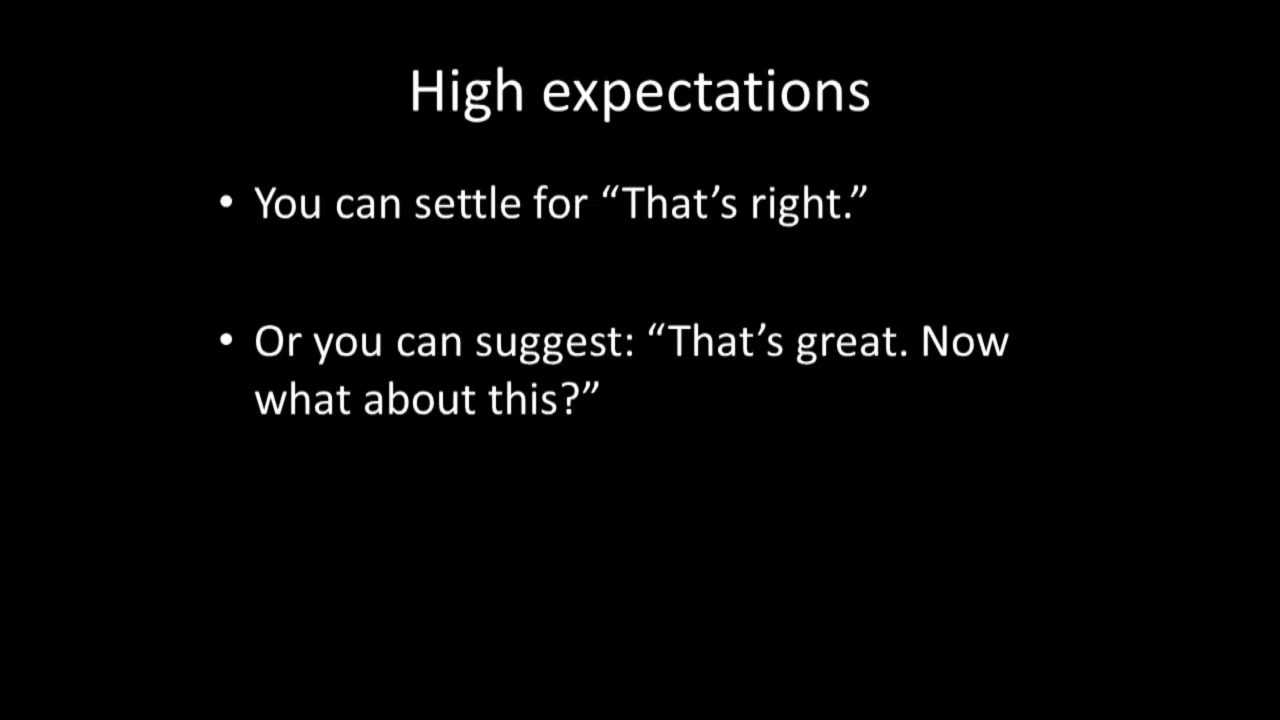 High expectations
• You can settle for “That’s right.”
• Or you can suggest: “That’s great. Now
what about this?”